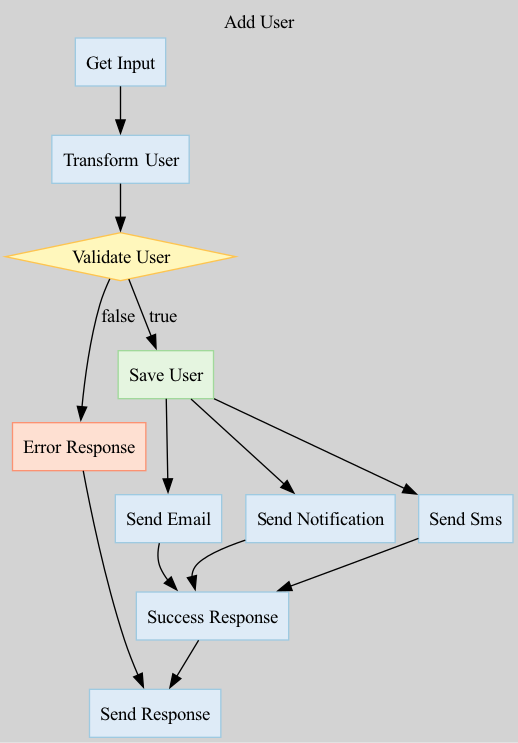 Add User
Get Input
Transform User
Validate User
false
true
Save User
Error Response
Send Email
Send Notification
Send Sms
Success Response
Send Response